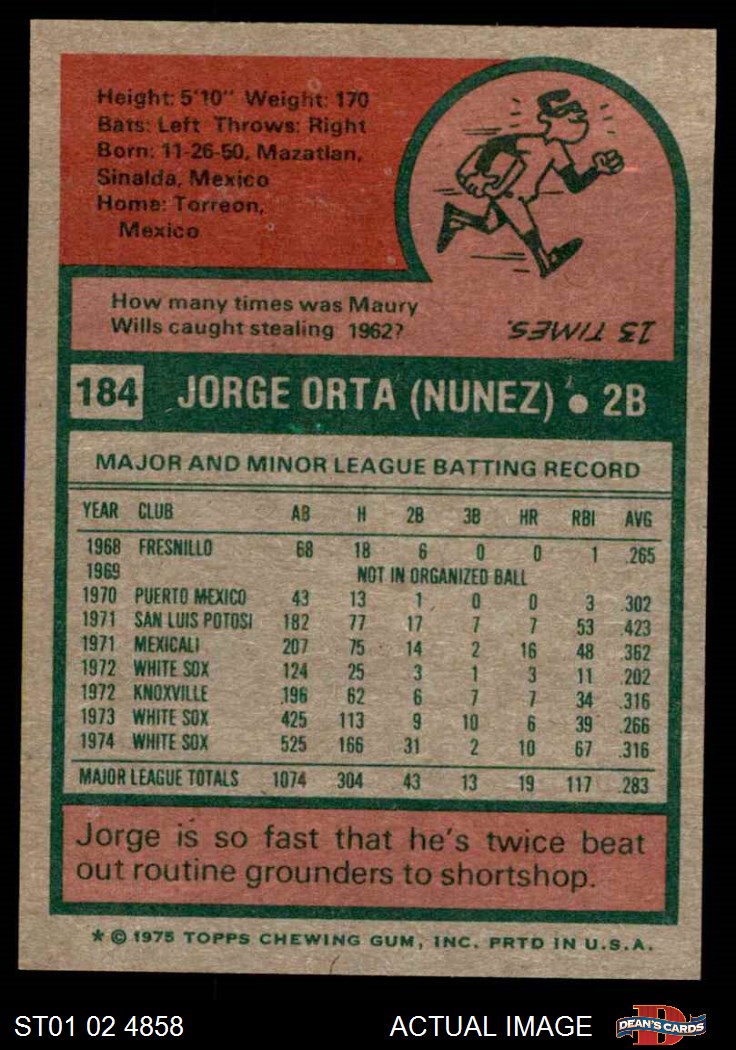 Height: 5'10" Weight: 170
Bats: Left Throws: Right
Born: 11-26-50, Mazatlan,
Sinalda, Mexico
Home: Torreon,
Mexico
How many times was Maury
Wills caught stealing 1962?
13 TIMES.
184 JORGE ORTA (NUNEZ) ● 2B
MAJOR AND MINOR LEAGUE BATTING RECORD
YEAR CLUB AB H 2B 3B HR RBI AVG
1968 FRESNILLO 68 18 6 0 0 1 .265
1969 NOT IN ORGANIZED BALL
1970 PUERTO MEXICO 43 13 1 0 0 3 .302
1971 SAN LUIS POTOSI 182 77 17 7 7 53 .423
1971 MEXICALI 207 75 14 2 16 48 .362
1972 WHITE SOX 124 25 3 1 3 11 .202
1972 KNOXVILLE 196 62 6 7 7 34 .316
1973 WHITE SOX 425 113 9 10 6 39 .266
1974 WHITE SOX 525 166 31 2 10 67 .316
MAJOR LEAGUE TOTALS 1074 304 43 13 19 117 .283
Jorge is so fast that he's twice beat
out routine grounders to shortshop.
* © 1975 TOPPS CHEWING GUM, INC. PRTD IN U.S.A.
ST01 02 4858 ACTUAL IMAGE D DEAN'S CARDS